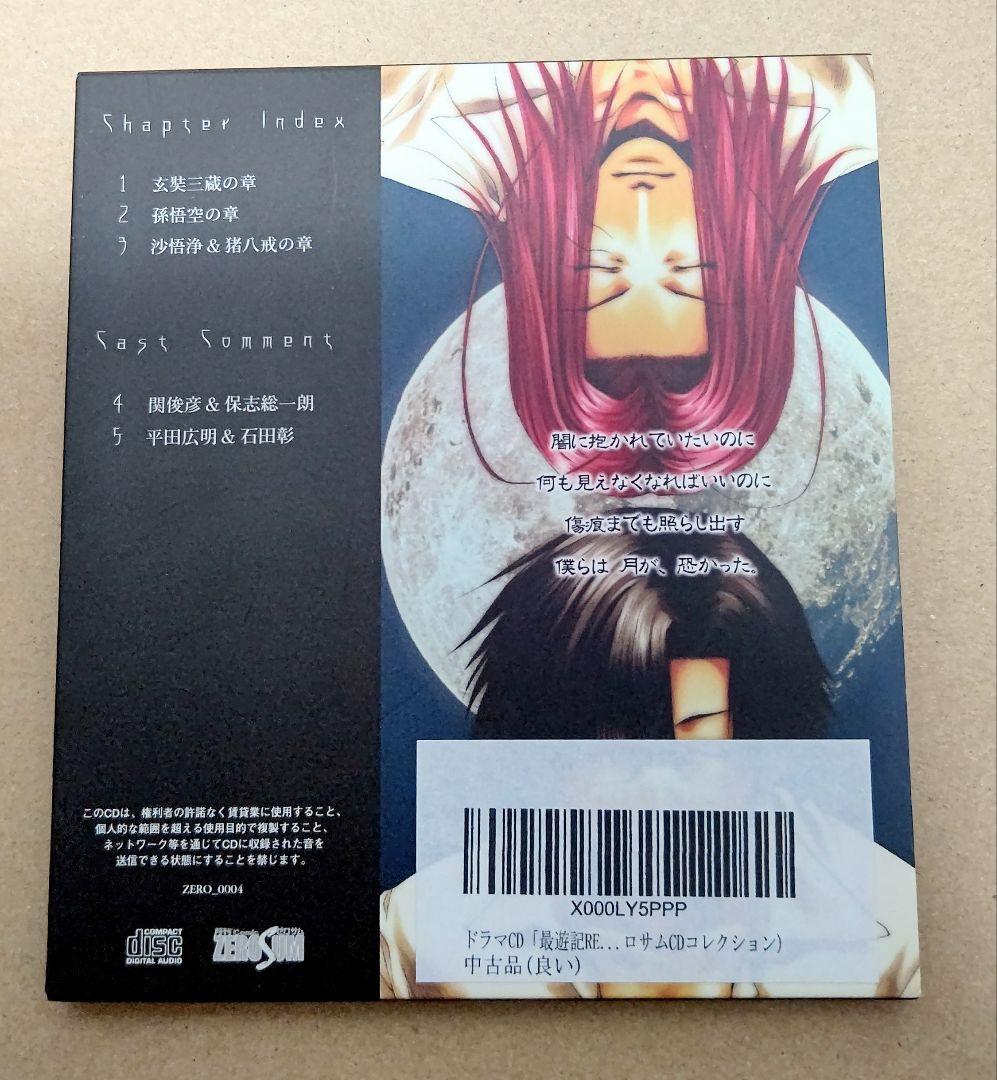 Chapter Index
1 玄奘三蔵の章
2 孫悟空の章
3 沙悟浄＆猪八戒の章
Cast Comment
4 関俊彦＆保志総一朗
5 平田広明＆石田彰
闇に抱かれていたいのに
何も見えなくなればいいのに
傷痕までも照らし出す
僕らは 月が、恐かった。
このCDは、権利者の許諾なく賃貸業に使用すること、
個人的な範囲を超える使用目的で複製すること、
ネットワーク等を通じてCDに収録された音を
送信できる状態にすることを禁じます。
ZERO_0004
COMPACT
disc
DIGITAL AUDIO
月刊 Comic ゼロサム
ZEROSUM
X000LY5PPP
ドラマCD「最遊記RE...ロサムCDコレクション)
中古品(良い)